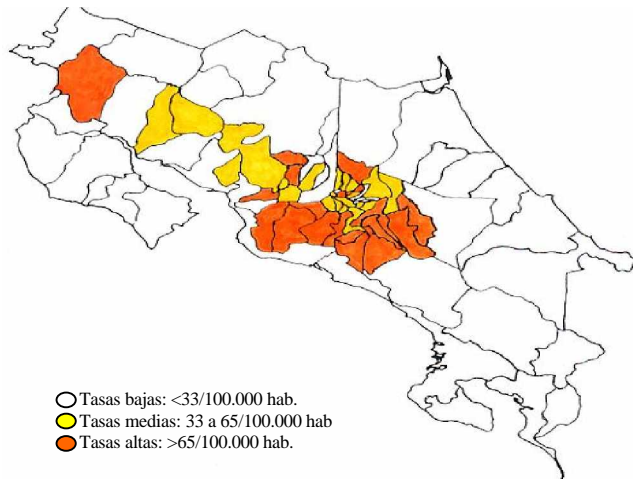 Tasas bajas: <33/100.000 hab.
Tasas medias: 33 a 65/100.000 hab
Tasas altas: >65/100.000 hab.